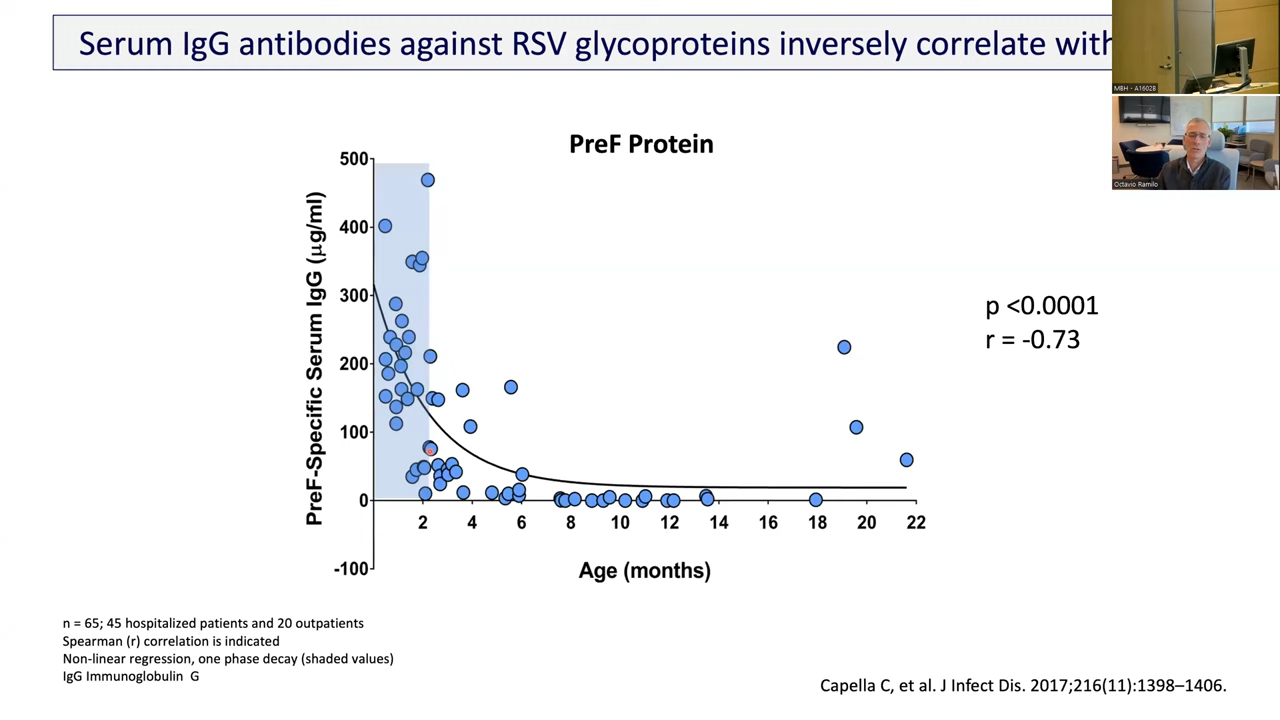 Serum IgG antibodies against RSV glycoproteins inversely correlate with
MBH - A1602B
Octavio Ramilo
PreF Protein
PreF-Specific Serum IgG (µg/ml)
500
400
300
200
100
0
-100
2 4 6 8 10 12 14 16 18 20 22
Age (months)
p <0.0001
r = -0.73
n = 65; 45 hospitalized patients and 20 outpatients
Spearman (r) correlation is indicated
Non-linear regression, one phase decay (shaded values)
IgG Immunoglobulin G
Capella C, et al. J Infect Dis. 2017;216(11):1398–1406.